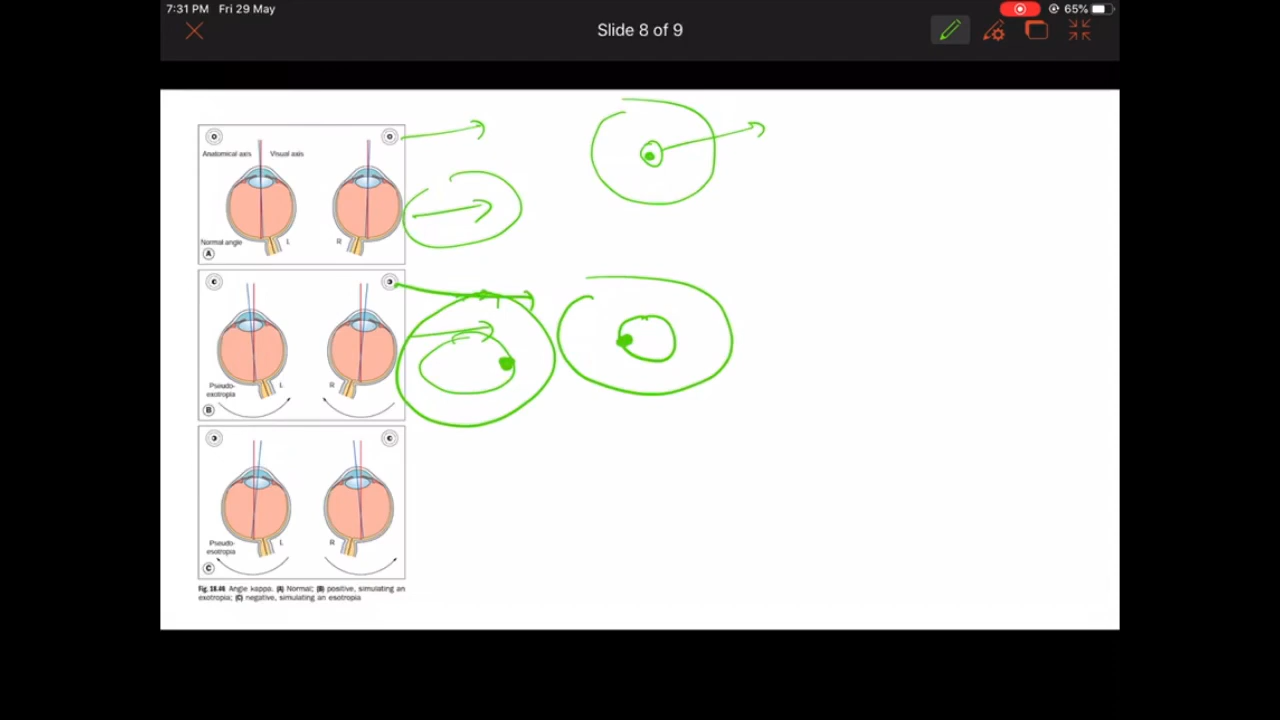 7:31 PM Fri 29 May
65%
Slide 8 of 9
Anatomical axis Visual axis
Normal angle
L R
A
Pseudo-
exotropia
L R
B
Pseudo-
esotropia
L R
C
Fig. 18.46 Angle kappa. (A) Normal; (B) positive, simulating an
exotropia; (C) negative, simulating an esotropia